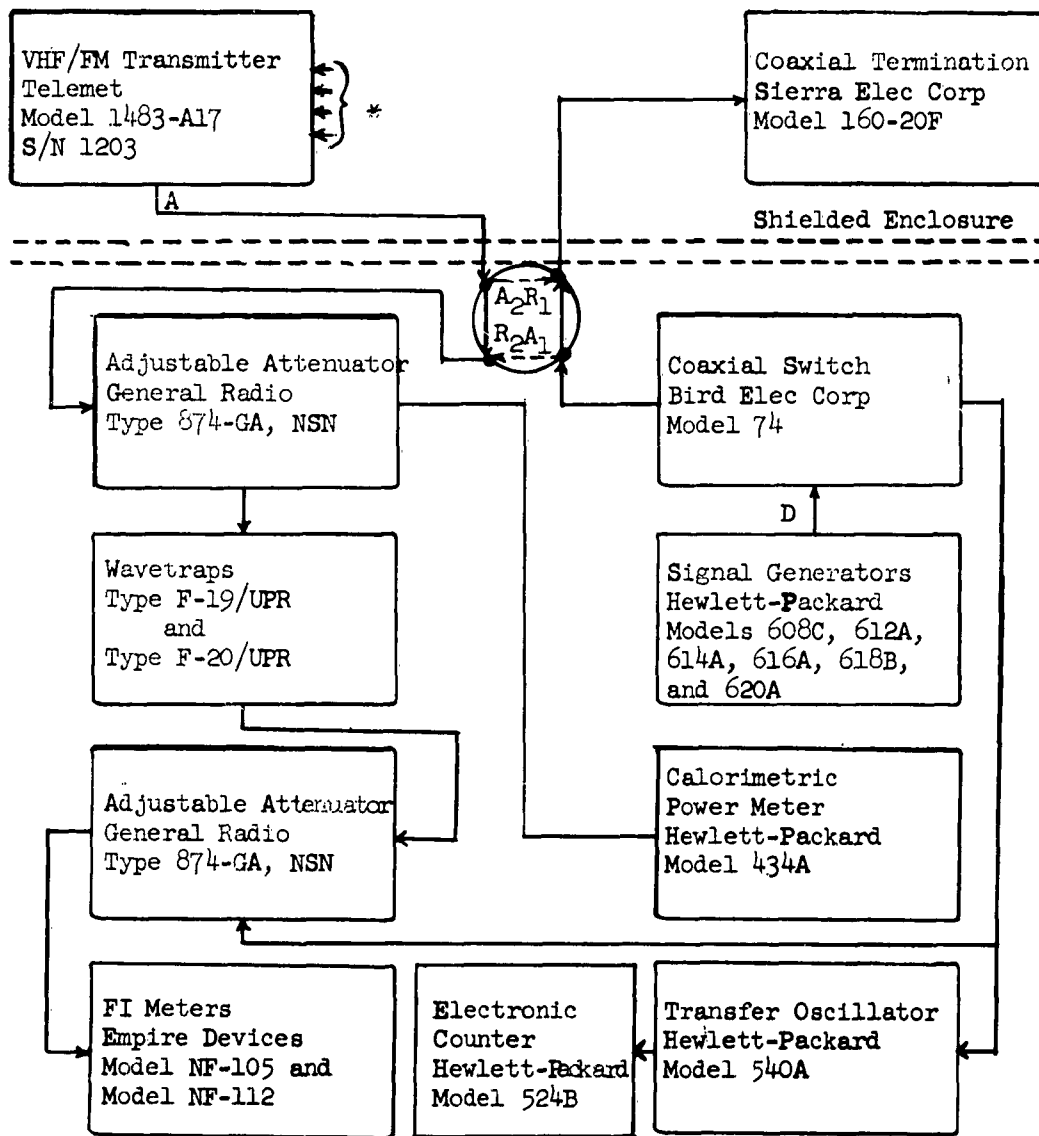 VHF/FM Transmitter
Telemet
Model 1483-A17
S/N 1203
*
Coaxial Termination
Sierra Elec Corp
Model 160-20F
A
Shielded Enclosure
A2R1
R2A1
Adjustable Attenuator
General Radio
Type 874-GA, NSN
Coaxial Switch
Bird Elec Corp
Model 74
D
Wavetraps
Type F-19/UPR
and
Type F-20/UPR
Signal Generators
Hewlett-Packard
Models 608C, 612A,
614A, 616A, 618B,
and 620A
Adjustable Attenuator
General Radio
Type 874-GA, NSN
Calorimetric
Power Meter
Hewlett-Packard
Model 434A
FI Meters
Empire Devices
Model NF-105 and
Model NF-112
Electronic
Counter
Hewlett-Packard
Model 524B
Transfer Oscillator
Hewlett-Packard
Model 540A